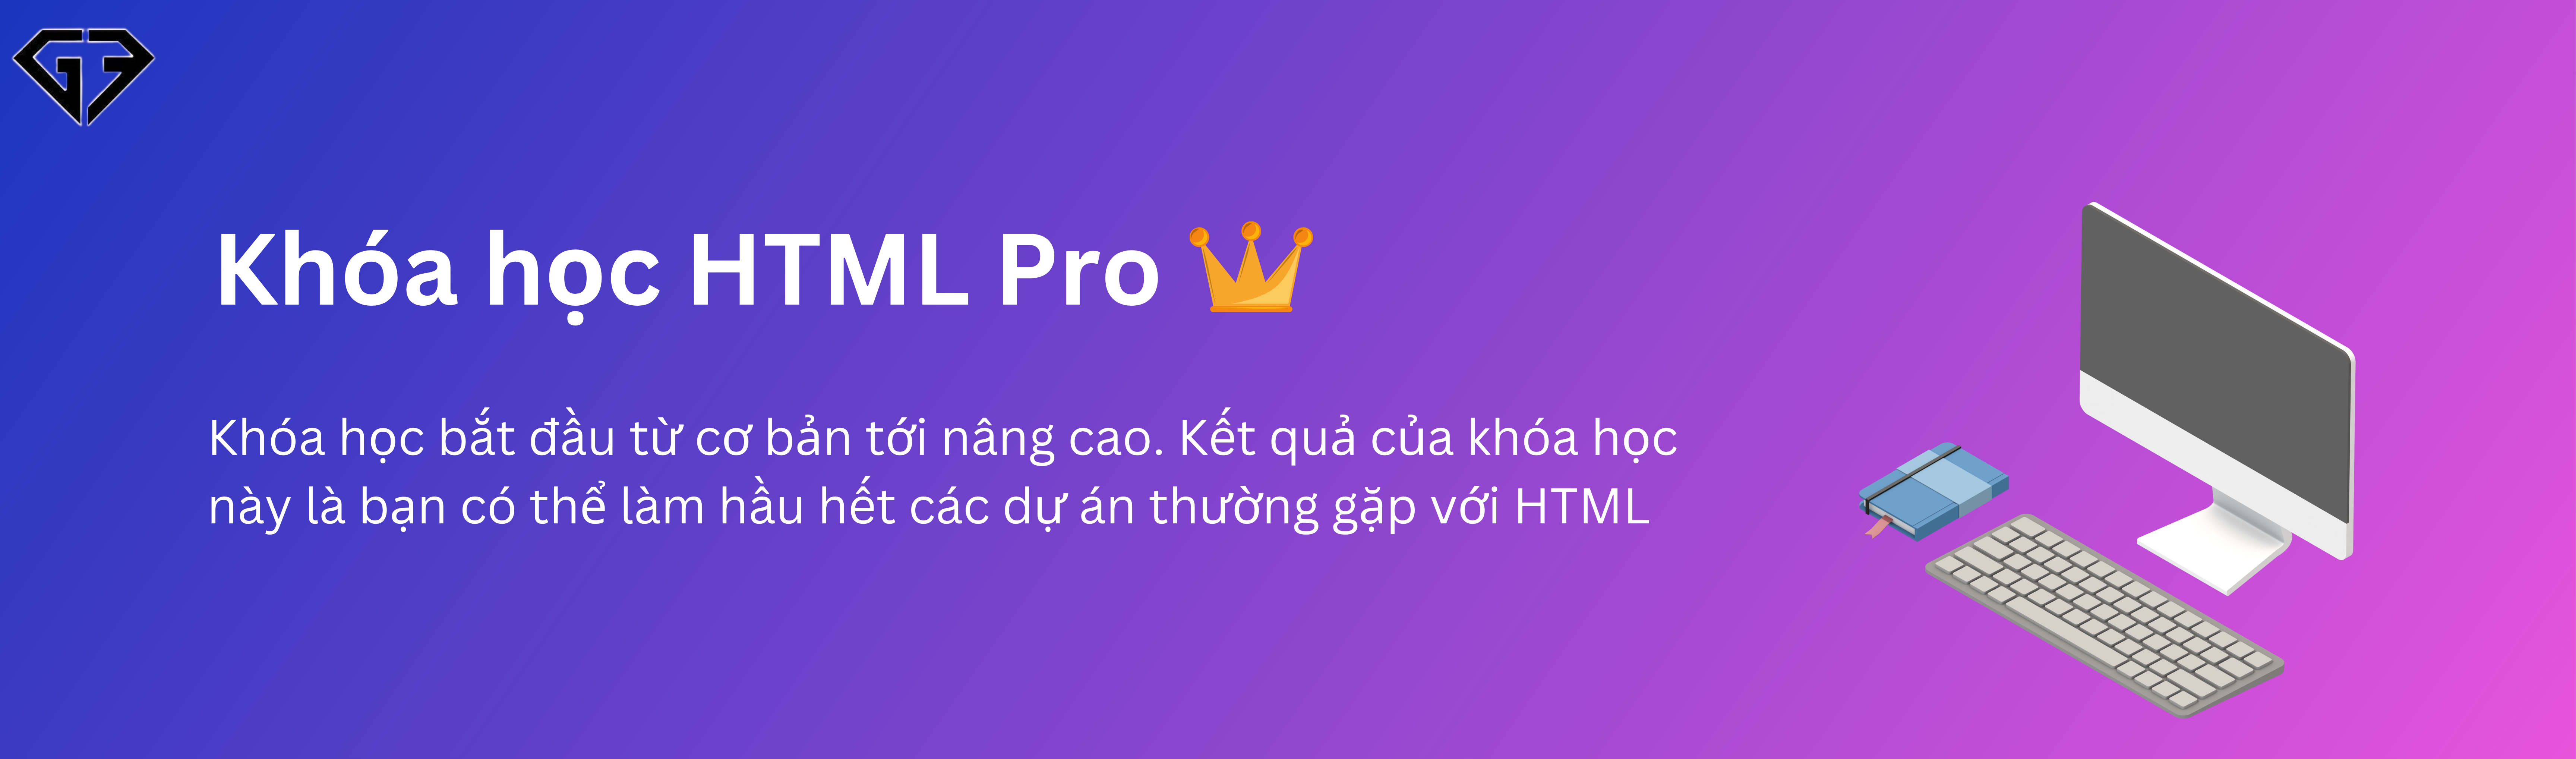 Khóa học HTML Pro
Khóa học bắt đầu từ cơ bản tới nâng cao. Kết quả của khóa học
này là bạn có thể làm hầu hết các dự án thường gặp với HTML